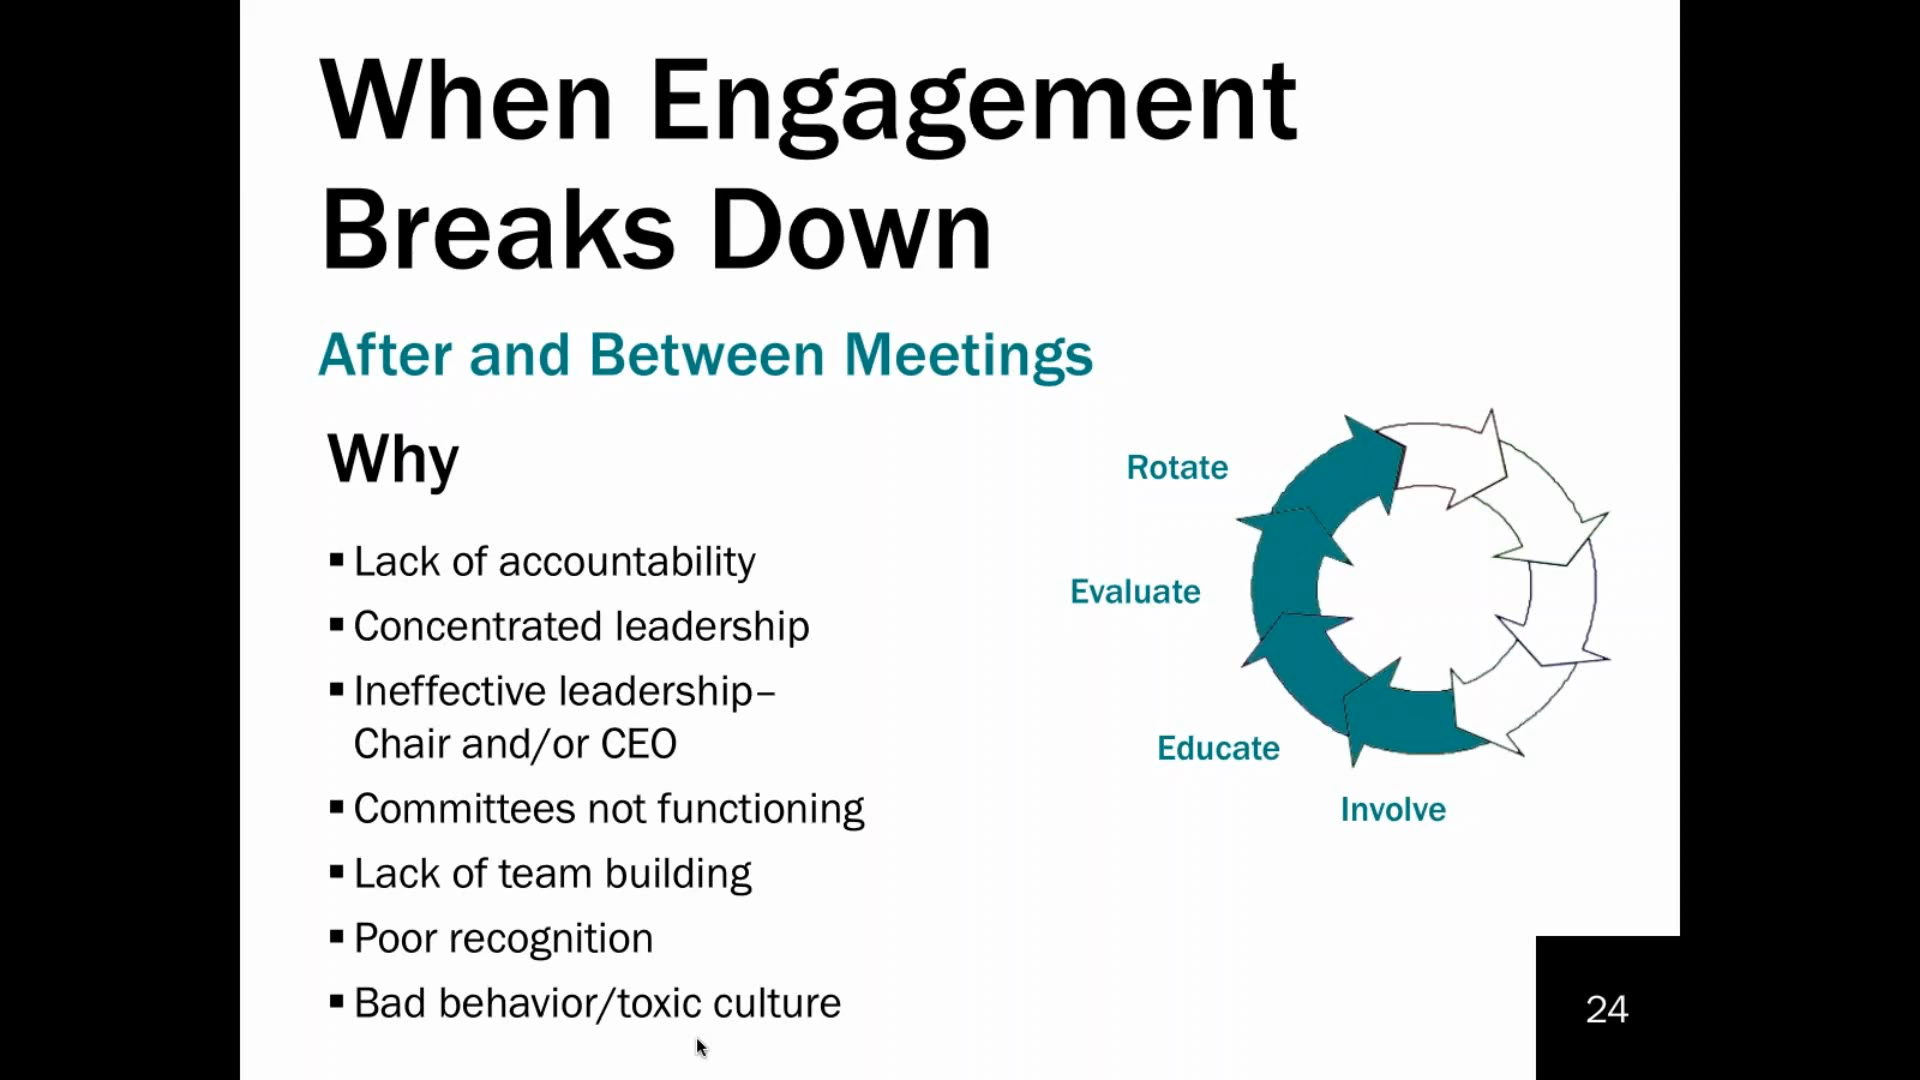 When Engagement
Breaks Down
After and Between Meetings
Why
▪ Lack of accountability
▪ Concentrated leadership
▪ Ineffective leadership–
Chair and/or CEO
▪ Committees not functioning
▪ Lack of team building
▪ Poor recognition
▪ Bad behavior/toxic culture
Rotate
Evaluate
Educate
Involve
24